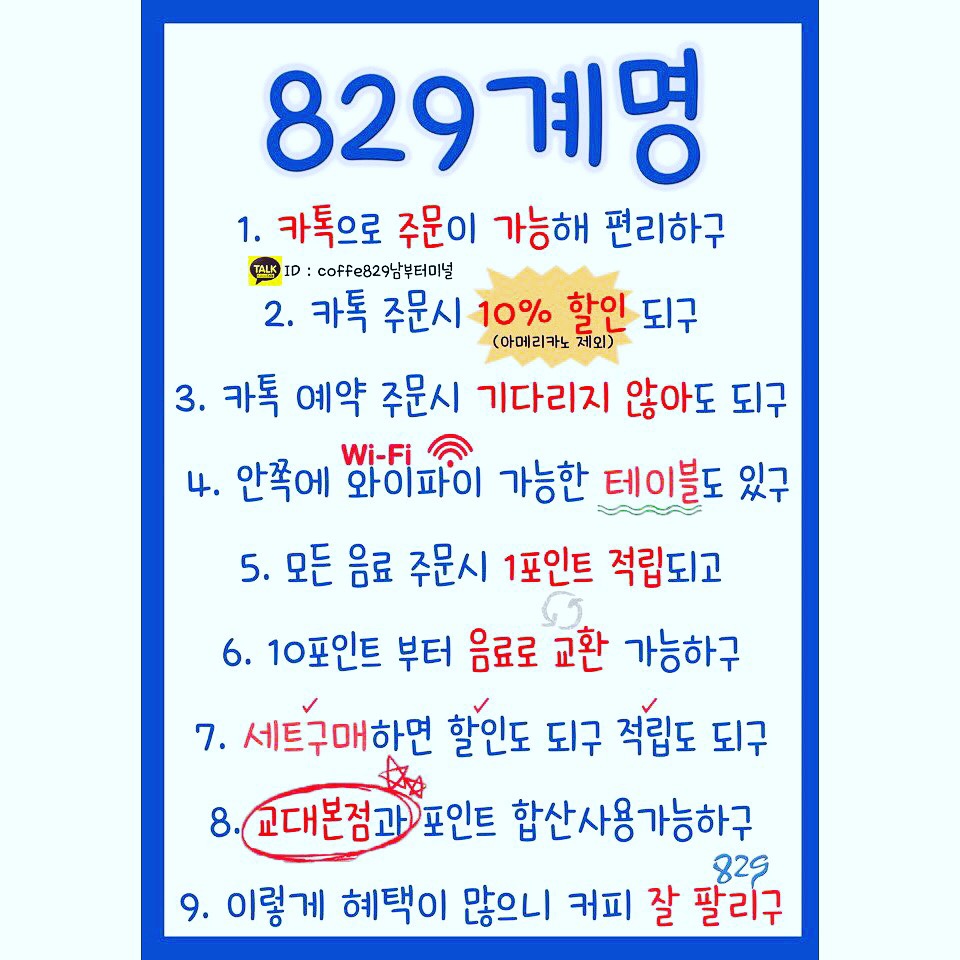 829계명
1. 카톡으로 주문이 가능해 편리하구
TALK ID : coffe829남부터미널
2. 카톡 주문시 10% 할인 되구
(아메리카노 제외)
3. 카톡 예약 주문시 기다리지 않아도 되구
Wi-Fi
4. 안쪽에 와이파이 가능한 테이블도 있구
5. 모든 음료 주문시 1포인트 적립되고
6. 10포인트 부터 음료로 교환 가능하구
7. 세트구매하면 할인도 되구 적립도 되구
8. 교대본점과 포인트 합산사용가능하구
829
9. 이렇게 혜택이 많으니 커피 잘 팔리구